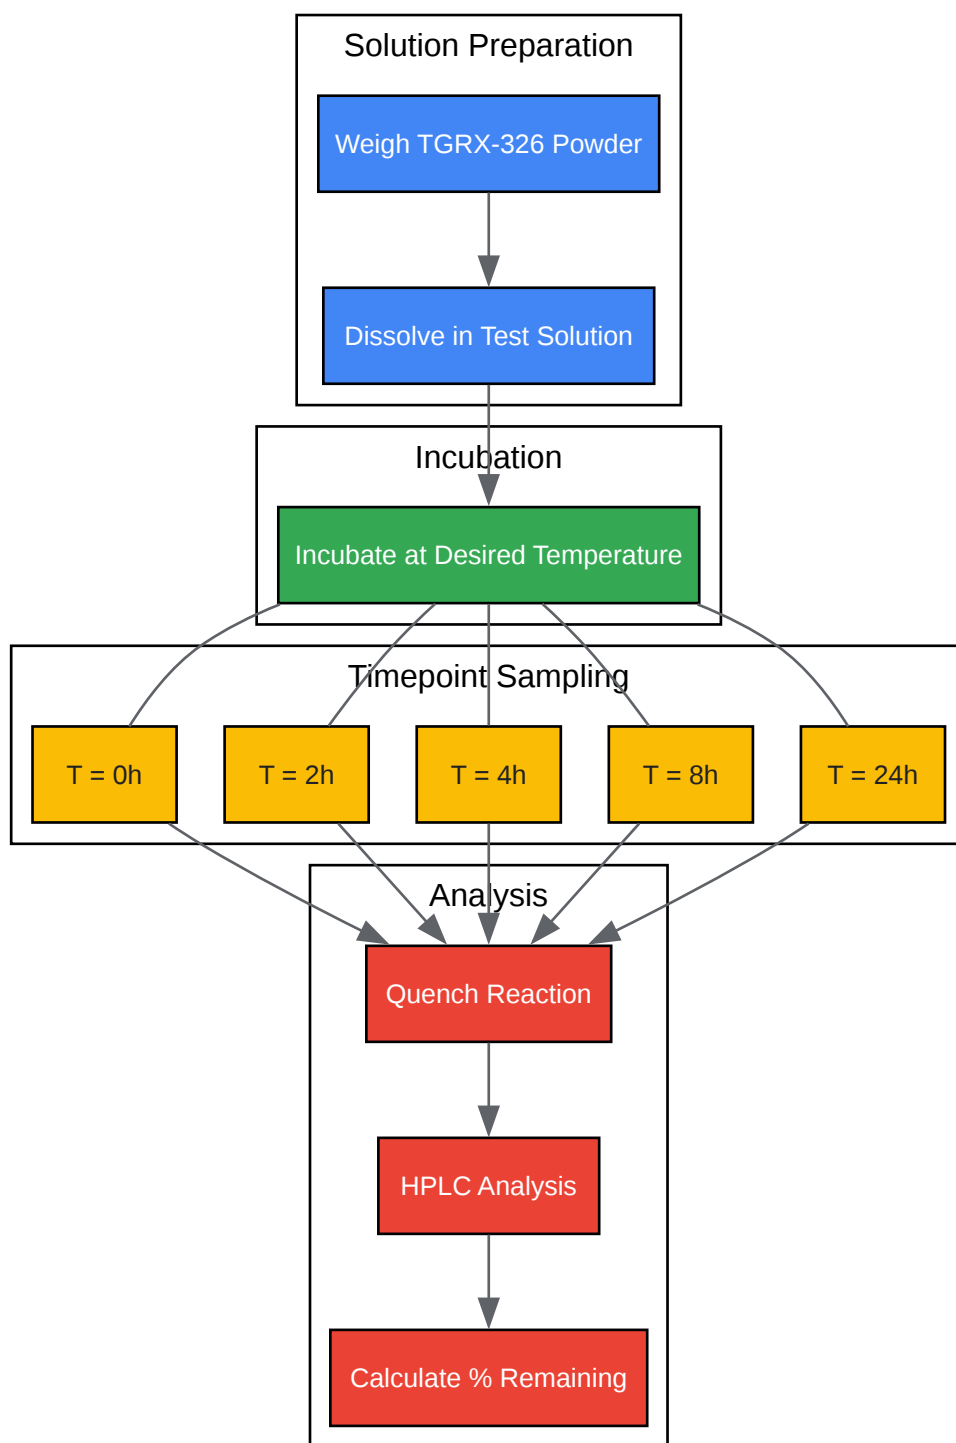 Solution Preparation
Weigh TGRX-326 Powder
Dissolve in Test Solution
Incubation
Incubate at Desired Temperature
Timepoint Sampling
T = 0h
T = 2h
T = 4h
T = 8h
T = 24h
Analysis
Quench Reaction
HPLC Analysis
Calculate % Remaining